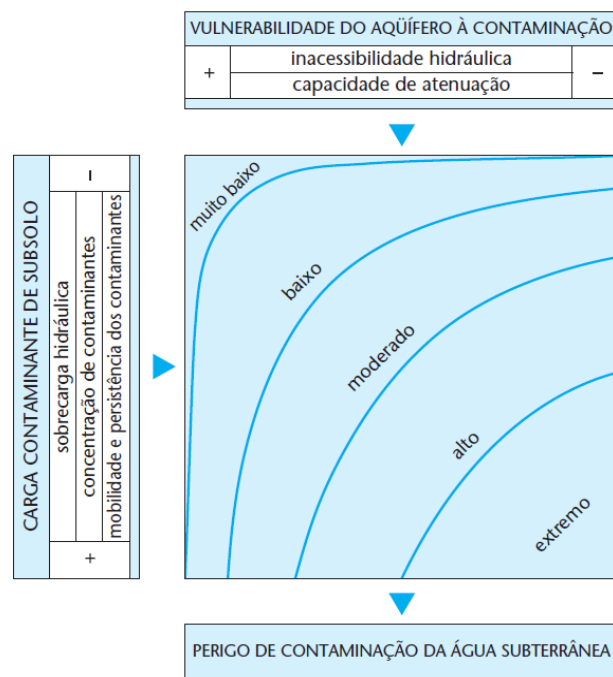 VULNERABILIDADE DO AQÜÍFERO À CONTAMINAÇÃO
+
inacessibilidade hidráulica
capacidade de atenuação
–
CARGA CONTAMINANTE DE SUBSOLO
–
sobrecarga hidráulica
concentração de contaminantes
mobilidade e persistência dos contaminantes
+
muito baixo
baixo
moderado
alto
extremo
PERIGO DE CONTAMINAÇÃO DA ÁGUA SUBTERRÂNEA